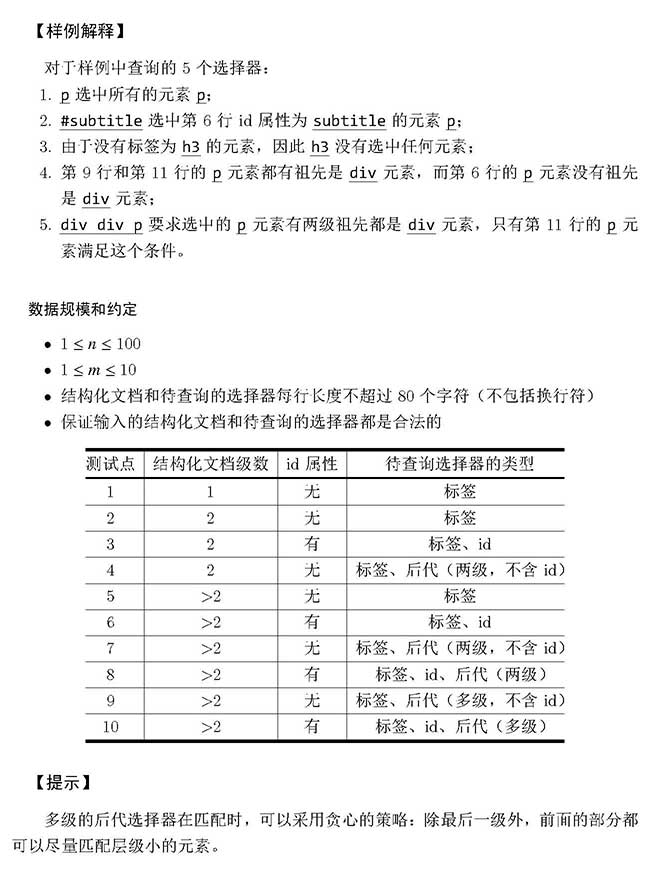 【样例解释】
对于样例中查询的 5 个选择器：
1. p 选中所有的元素 p；
2. #subtitle 选中第 6 行 id 属性为 subtitle 的元素 p；
3. 由于没有标签为 h3 的元素，因此 h3 没有选中任何元素；
4. 第 9 行和第 11 行的 p 元素都有祖先是 div 元素，而第 6 行的 p 元素没有祖先
是 div 元素；
5. div div p 要求选中的 p 元素有两级祖先都是 div 元素，只有第 11 行的 p 元
素满足这个条件。
数据规模和约定
• 1 ≤ n ≤ 100
• 1 ≤ m ≤ 10
• 结构化文档和待查询的选择器每行长度不超过 80 个字符（不包括换行符）
• 保证输入的结构化文档和待查询的选择器都是合法的
测试点 结构化文档级数 id 属性 待查询选择器的类型
1 1 无 标签
2 2 无 标签
3 2 有 标签、id
4 2 无 标签、后代（两级，不含 id）
5 >2 无 标签
6 >2 有 标签、id
7 >2 无 标签、后代（两级，不含 id）
8 >2 有 标签、id、后代（两级）
9 >2 无 标签、后代（多级，不含 id）
10 >2 有 标签、id、后代（多级）
【提示】
多级的后代选择器在匹配时，可以采用贪心的策略：除最后一级外，前面的部分都
可以尽量匹配层级小的元素。